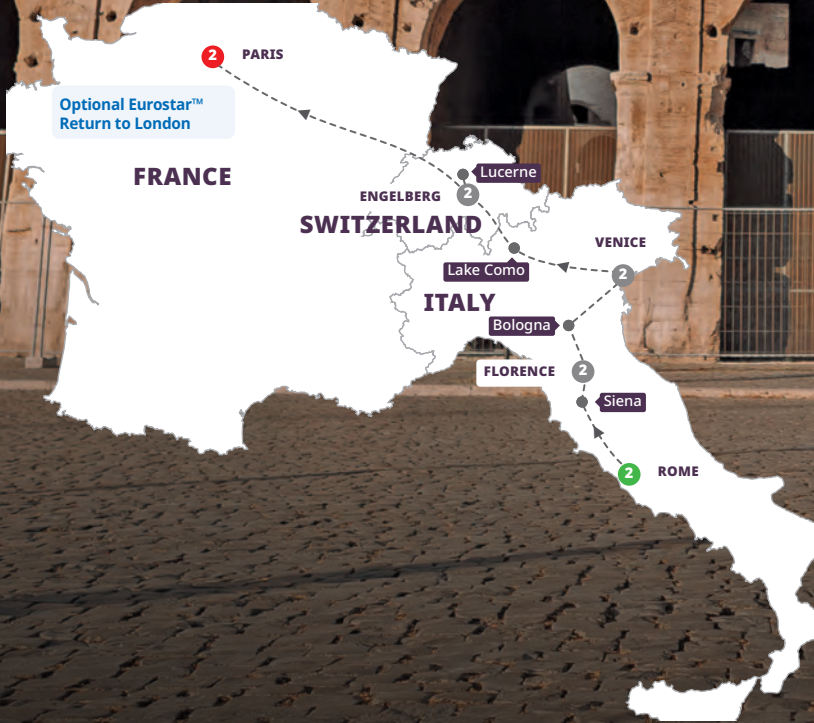 2 PARIS
Optional Eurostar™
Return to London
FRANCE
Lucerne
ENGELBERG 2
SWITZERLAND
VENICE
2
Lake Como
ITALY
Bologna
FLORENCE 2
Siena
2 ROME